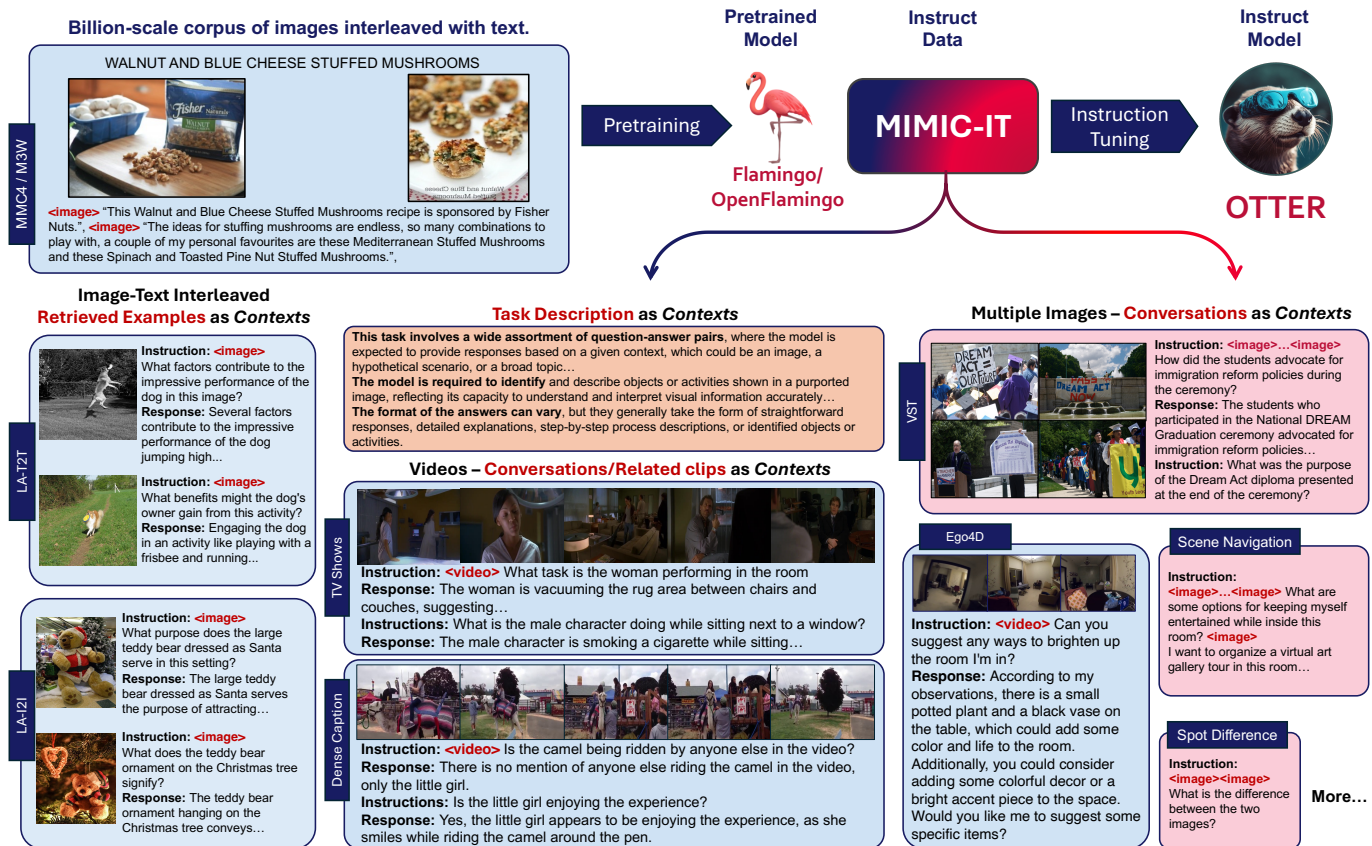 Billion-scale corpus of images interleaved with text.
MMC4 / M3W
WALNUT AND BLUE CHEESE STUFFED MUSHROOMS
Fisher
Naturally
WALNUT
Walnut and Blue Cheese
Stuffed Mushrooms
<image> “This Walnut and Blue Cheese Stuffed Mushrooms recipe is sponsored by Fisher
Nuts.”, <image> “The ideas for stuffing mushrooms are endless, so many combinations to
play with, a couple of my personal favourites are these Mediterranean Stuffed Mushrooms
and these Spinach and Toasted Pine Nut Stuffed Mushrooms.”,
Pretraining
Pretrained
Model
Flamingo/
OpenFlamingo
Instruct
Data
MIMIC-IT
Instruction
Tuning
Instruct
Model
OTTER
Image-Text Interleaved
Retrieved Examples as Contexts
LA-T2T
Instruction: <image>
What factors contribute to the
impressive performance of the
dog in this image?
Response: Several factors
contribute to the impressive
performance of the dog
jumping high...
Instruction: <image>
What benefits might the dog's
owner gain from this activity?
Response: Engaging the dog
in an activity like playing with a
frisbee and running...
LA-I2I
Instruction: <image>
What purpose does the large
teddy bear dressed as Santa
serve in this setting?
Response: The large teddy
bear dressed as Santa serves
the purpose of attracting…
Instruction: <image>
What does the teddy bear
ornament on the Christmas tree
signify?
Response: The teddy bear
ornament hanging on the
Christmas tree conveys…
Task Description as Contexts
This task involves a wide assortment of question-answer pairs, where the model is
expected to provide responses based on a given context, which could be an image, a
hypothetical scenario, or a broad topic…
The model is required to identify and describe objects or activities shown in a purported
image, reflecting its capacity to understand and interpret visual information accurately…
The format of the answers can vary, but they generally take the form of straightforward
responses, detailed explanations, step-by-step process descriptions, or identified objects or
activities.
Videos – Conversations/Related clips as Contexts
TV Shows
Instruction: <video> What task is the woman performing in the room
Response: The woman is vacuuming the rug area between chairs and
couches, suggesting…
Instructions: What is the male character doing while sitting next to a window?
Response: The male character is smoking a cigarette while sitting…
Dense Caption
Instruction: <video> Is the camel being ridden by anyone else in the video?
Response: There is no mention of anyone else riding the camel in the video,
only the little girl.
Instructions: Is the little girl enjoying the experience?
Response: Yes, the little girl appears to be enjoying the experience, as she
smiles while riding the camel around the pen.
Multiple Images – Conversations as Contexts
VST
DREAM
ACT =
OUR FUTURE
PASS
DREAM ACT
NOW
Instruction: <image>…<image>
How did the students advocate for
immigration reform policies during
the ceremony?
Response: The students who
participated in the National DREAM
Graduation ceremony advocated for
immigration reform policies…
Instruction: What was the purpose
of the Dream Act diploma presented
at the end of the ceremony?
Ego4D
Instruction: <video> Can you
suggest any ways to brighten up
the room I'm in?
Response: According to my
observations, there is a small
potted plant and a black vase on
the table, which could add some
color and life to the room.
Additionally, you could consider
adding some colorful decor or a
bright accent piece to the space.
Would you like me to suggest some
specific items?
Scene Navigation
Instruction:
<image>…<image> What are
some options for keeping myself
entertained while inside this
room? <image>
I want to organize a virtual art
gallery tour in this room…
Spot Difference
Instruction:
<image><image>
What is the difference
between the two
images?
More…